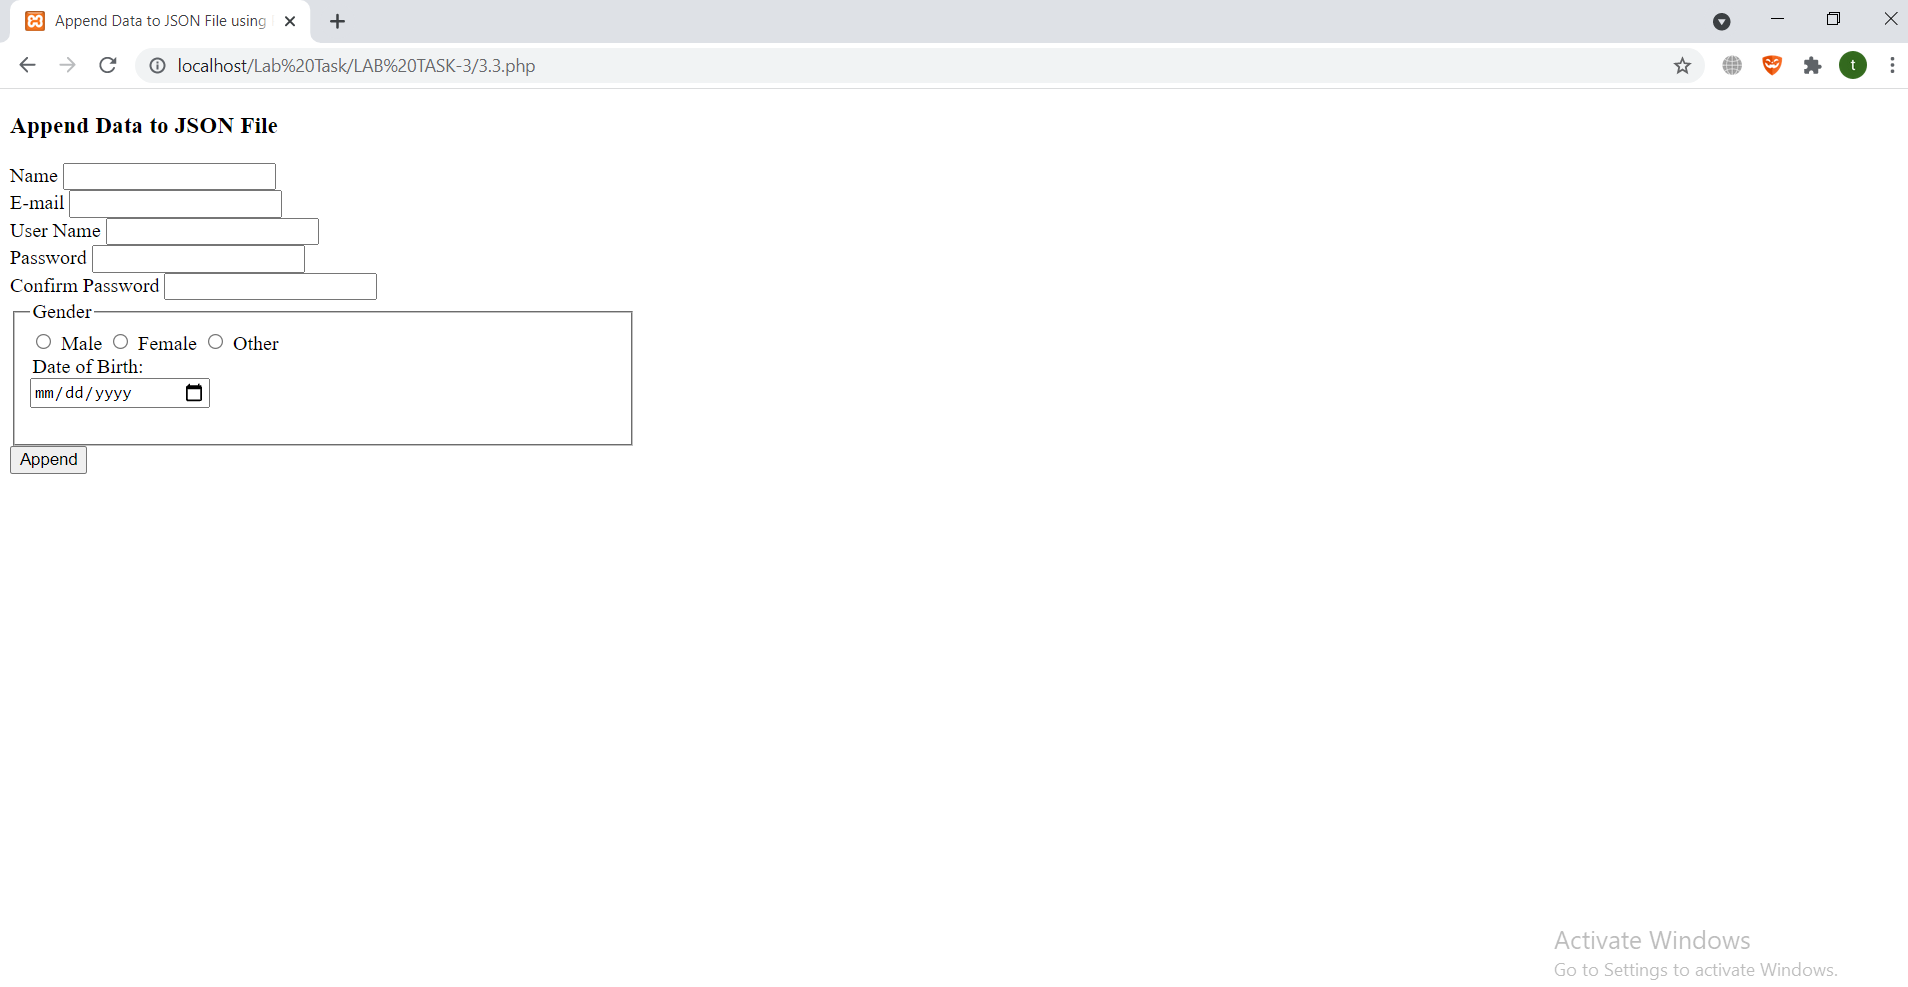 Append Data to JSON File using
localhost/Lab%20Task/LAB%20TASK-3/3.3.php
t
Append Data to JSON File
Name
E-mail
User Name
Password
Confirm Password
Gender
Male Female Other
Date of Birth:
mm/dd/yyyy
Append
Activate Windows
Go to Settings to activate Windows.